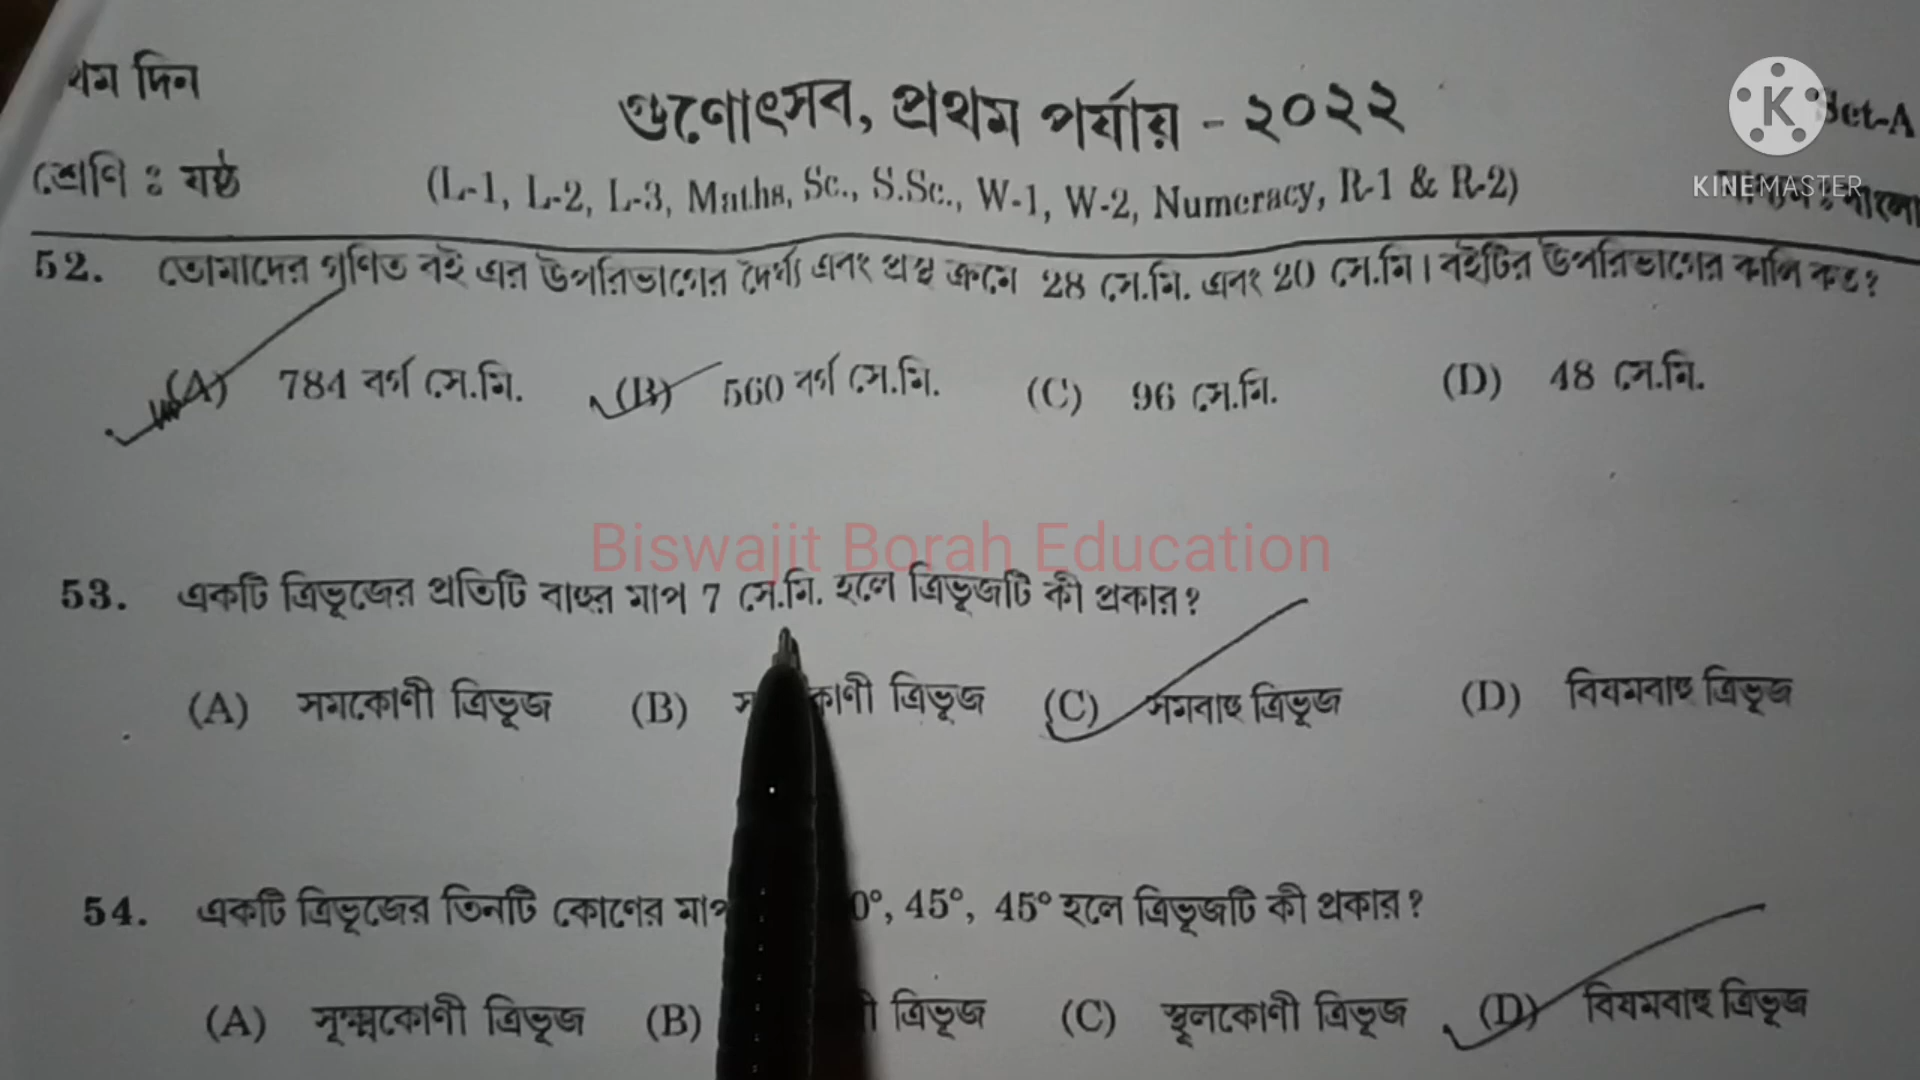 থম দিন
গুণোৎসব, প্রথম পর্যায় - ২০২২
Set-A
শ্রেণি : ষষ্ঠ
(L-1, L-2, L-3, Maths, Sc., S.Sc., W-1, W-2, Numeracy, R-1 & R-2)
বাংলা
KINEMASTER
52. তোমাদের গণিত বই এর উপরিভাগের দৈর্ঘ্য এবং প্রস্থ ক্রমে 28 সে.মি. এবং 20 সে.মি। বইটির উপরিভাগের কালি কত?
(A) 784 বর্গ সে.মি. (B) 560 বর্গ সে.মি. (C) 96 সে.মি. (D) 48 সে.মি.
Biswajit Borah Education
53. একটি ত্রিভূজের প্রতিটি বাহুর মাপ 7 সে.মি. হলে ত্রিভূজটি কী প্রকার?
(A) সমকোণী ত্রিভূজ (B) কোণী ত্রিভূজ (C) সমবাহু ত্রিভূজ (D) বিষমবাহু ত্রিভূজ
54. একটি ত্রিভূজের তিনটি কোণের মাপ 0°, 45°, 45° হলে ত্রিভূজটি কী প্রকার?
(A) সূক্ষ্মকোণী ত্রিভূজ (B) ী ত্রিভূজ (C) স্থূলকোণী ত্রিভূজ (D) বিষমবাহু ত্রিভূজ